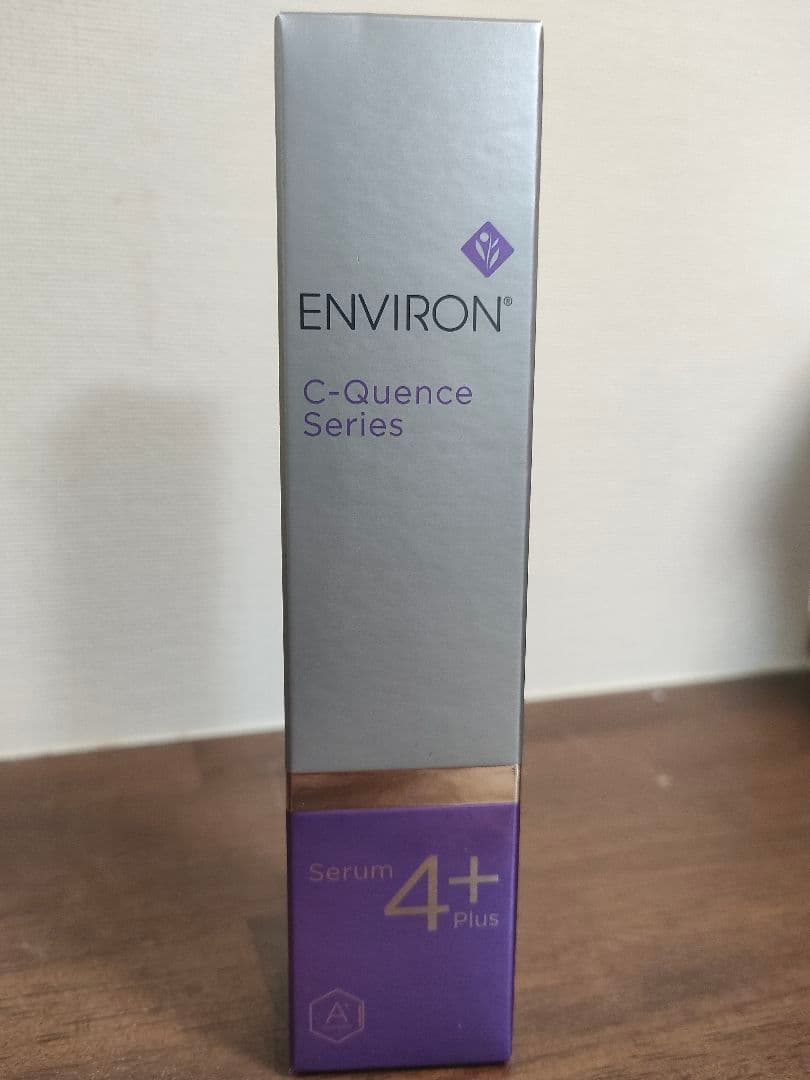 ENVIRON®
C-Quence
Series
Serum 4+
Plus
A